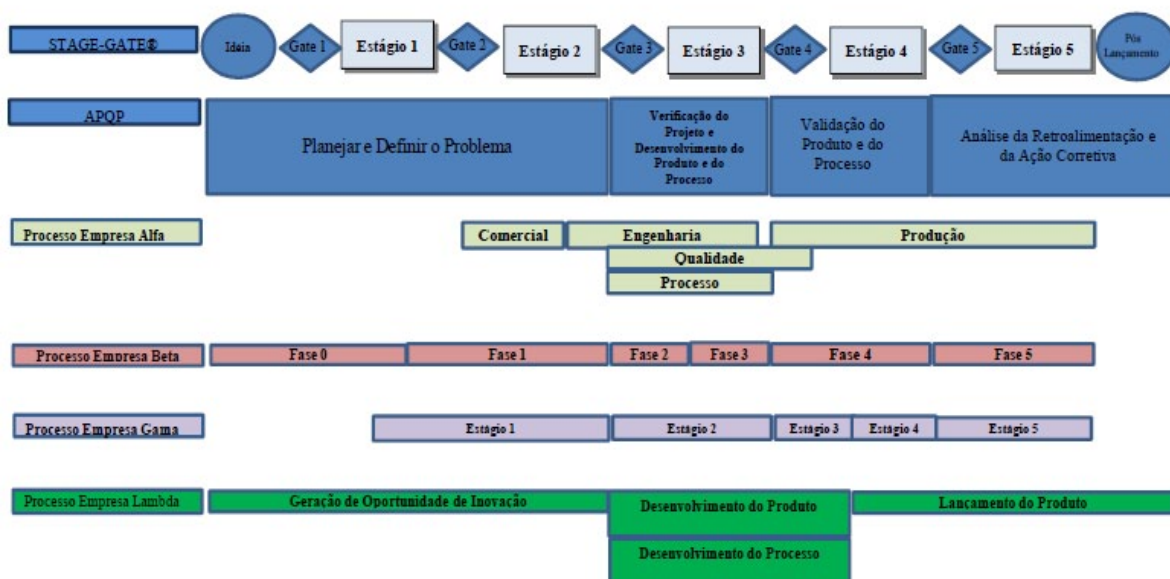 STAGE-GATE®
Ideia
Gate 1
Estágio 1
Gate 2
Estágio 2
Gate 3
Estágio 3
Gate 4
Estágio 4
Gate 5
Estágio 5
Pós
Lançamento
APQP
Planejar e Definir o Problema
Verificação do
Projeto e
Desenvolvimento do
Produto e do
Processo
Validação do
Produto e do
Processo
Análise da Retroalimentação e
da Ação Corretiva
Processo Empresa Alfa
Comercial
Engenharia
Produção
Qualidade
Processo
Processo Empresa Beta
Fase 0
Fase 1
Fase 2
Fase 3
Fase 4
Fase 5
Processo Empresa Gama
Estágio 1
Estágio 2
Estágio 3
Estágio 4
Estágio 5
Processo Empresa Lambda
Geração de Oportunidade de Inovação
Desenvolvimento do Produto
Lançamento do Produto
Desenvolvimento do Processo